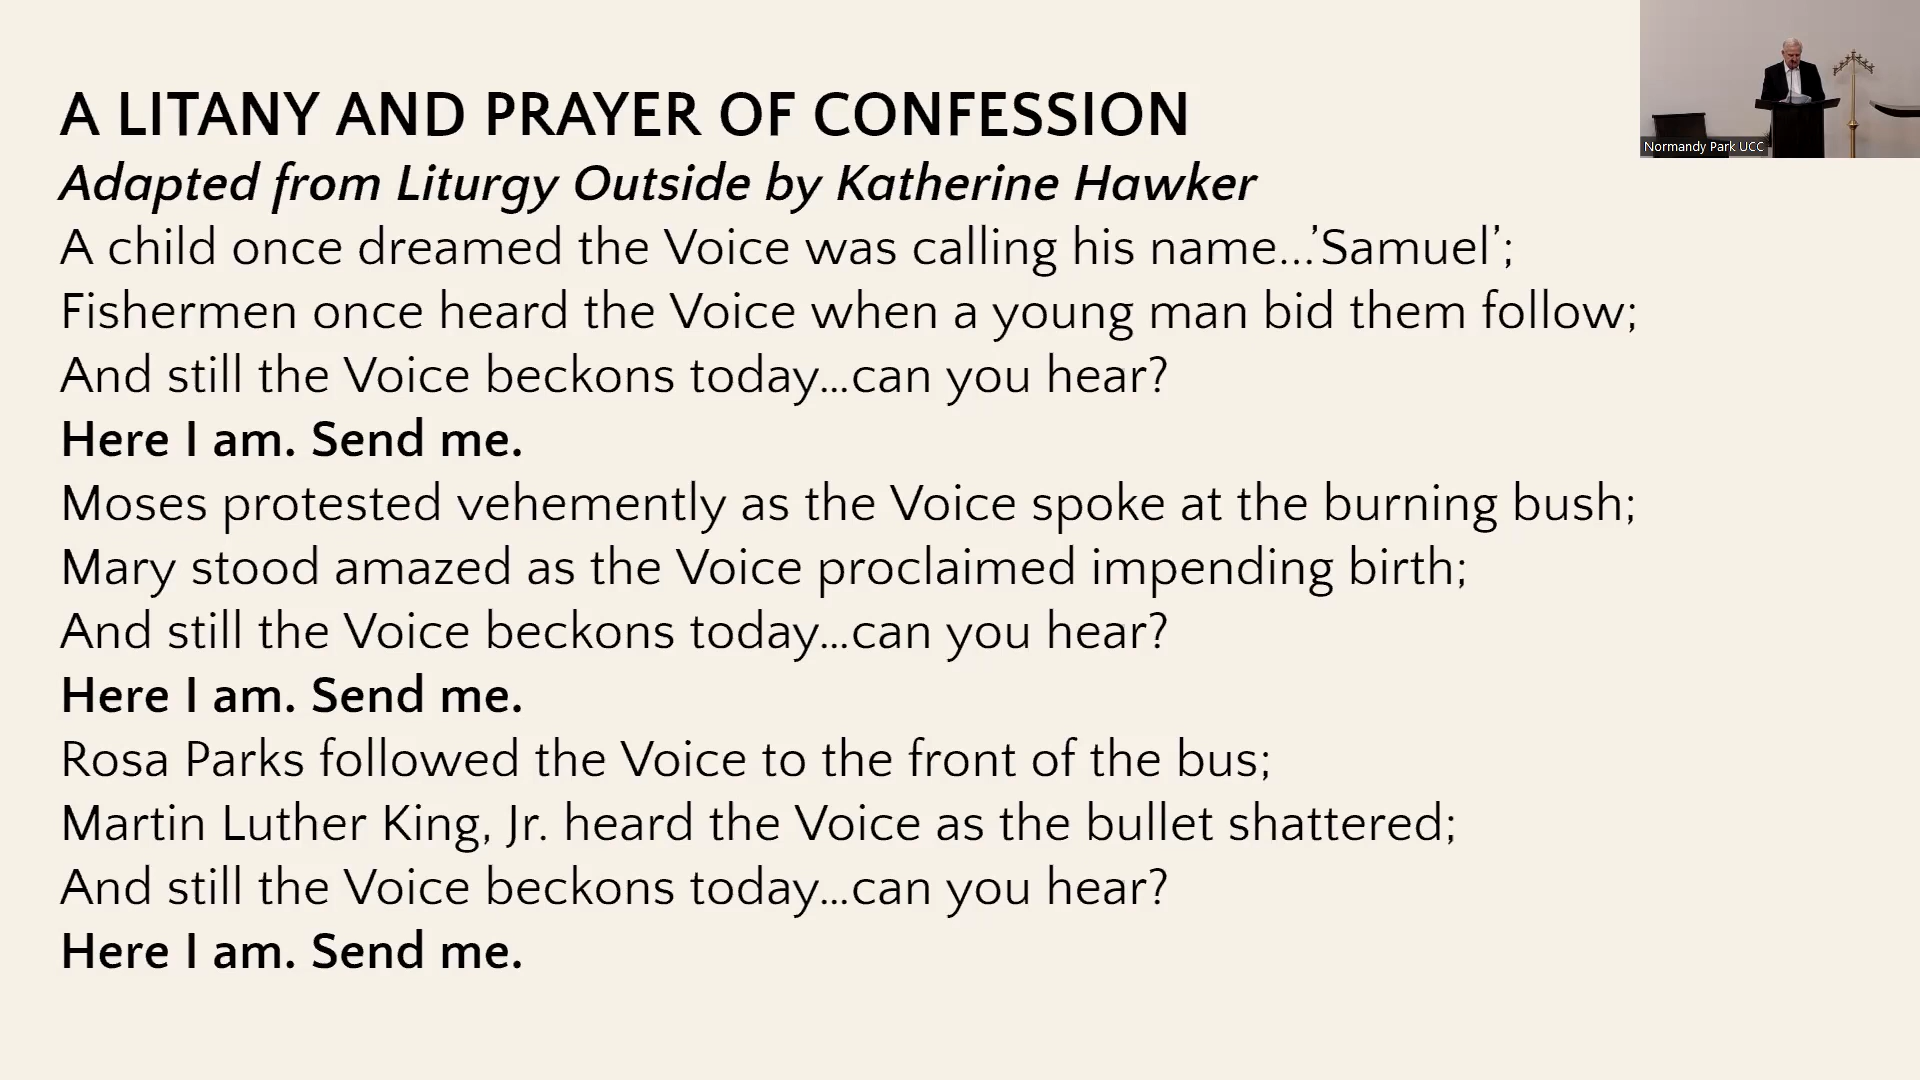 A LITANY AND PRAYER OF CONFESSION
Adapted from Liturgy Outside by Katherine Hawker
A child once dreamed the Voice was calling his name...’Samuel’;
Fishermen once heard the Voice when a young man bid them follow;
And still the Voice beckons today...can you hear?
Here I am. Send me.
Moses protested vehemently as the Voice spoke at the burning bush;
Mary stood amazed as the Voice proclaimed impending birth;
And still the Voice beckons today...can you hear?
Here I am. Send me.
Rosa Parks followed the Voice to the front of the bus;
Martin Luther King, Jr. heard the Voice as the bullet shattered;
And still the Voice beckons today...can you hear?
Here I am. Send me.
Normandy Park UCC